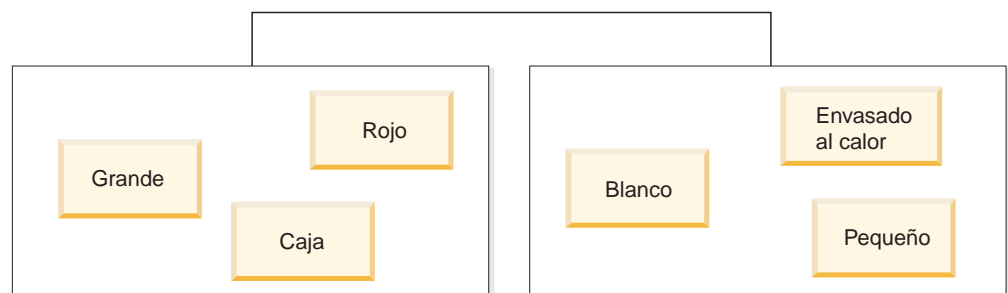 Rojo
Grande
Caja
Envasado
al calor
Blanco
Pequeño